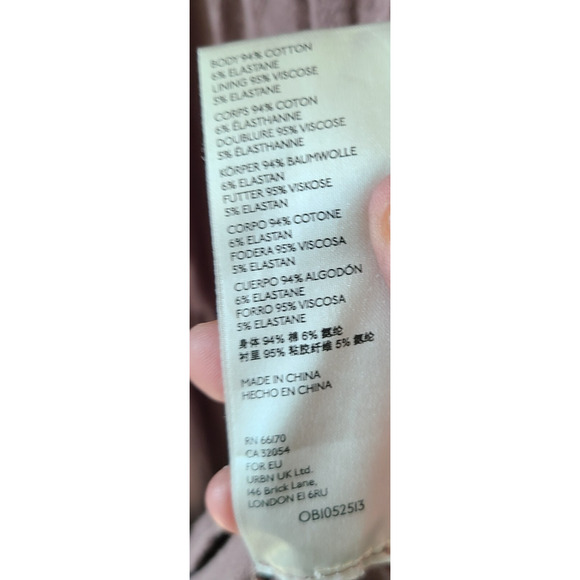 BODY 94% COTTON
6% ELASTANE
LINING 95% VISCOSE
5% ELASTANE
CORPS 94% COTON
6% ÉLASTHANNE
DOUBLURE 95% VISCOSE
5% ÉLASTHANNE
KÖRPER 94% BAUMWOLLE
6% ELASTAN
FUTTER 95% VISKOSE
5% ELASTAN
CORPO 94% COTONE
6% ELASTAN
FODERA 95% VISCOSA
5% ELASTAN
CUERPO 94% ALGODÓN
6% ELASTANE
FORRO 95% VISCOSA
5% ELASTANE
身体 94% 棉 6% 氨纶
衬里 95% 粘胶纤维 5% 氨纶
MADE IN CHINA
HECHO EN CHINA
RN 66170
CA 32054
FOR EU
URBN UK Ltd.
146 Brick Lane,
LONDON E1 6RU
OB1052513